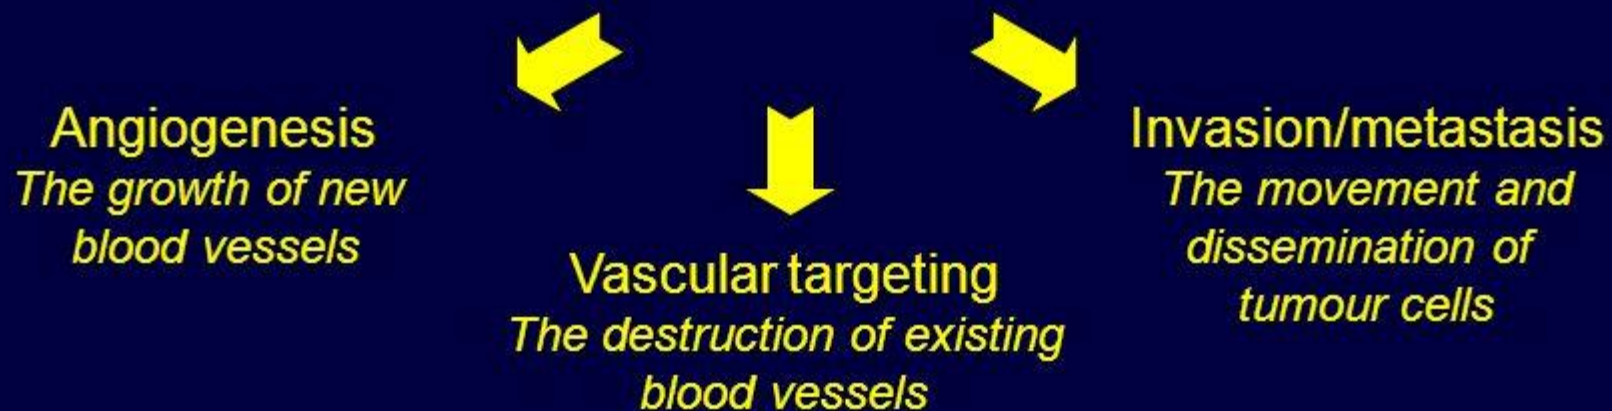 Angiogenesis
The growth of new
blood vessels
Vascular targeting
The destruction of existing
blood vessels
Invasion/metastasis
The movement and
dissemination of
tumour cells